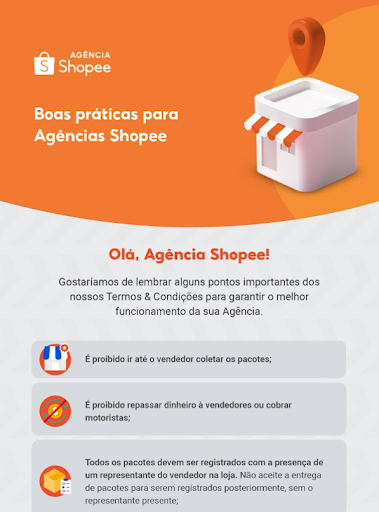 AGÊNCIA
Shopee
Boas práticas para
Agências Shopee
Olá, Agência Shopee!
Gostaríamos de lembrar alguns pontos importantes dos
nossos Termos & Condições para garantir o melhor
funcionamento da sua Agência.
É proibido ir até o vendedor coletar os pacotes;
É proibido repassar dinheiro à vendedores ou cobrar
motoristas;
Todos os pacotes devem ser registrados com a presença de
um representante do vendedor na loja. Não aceite a entrega
de pacotes para serem registrados posteriormente, sem o
representante presente;